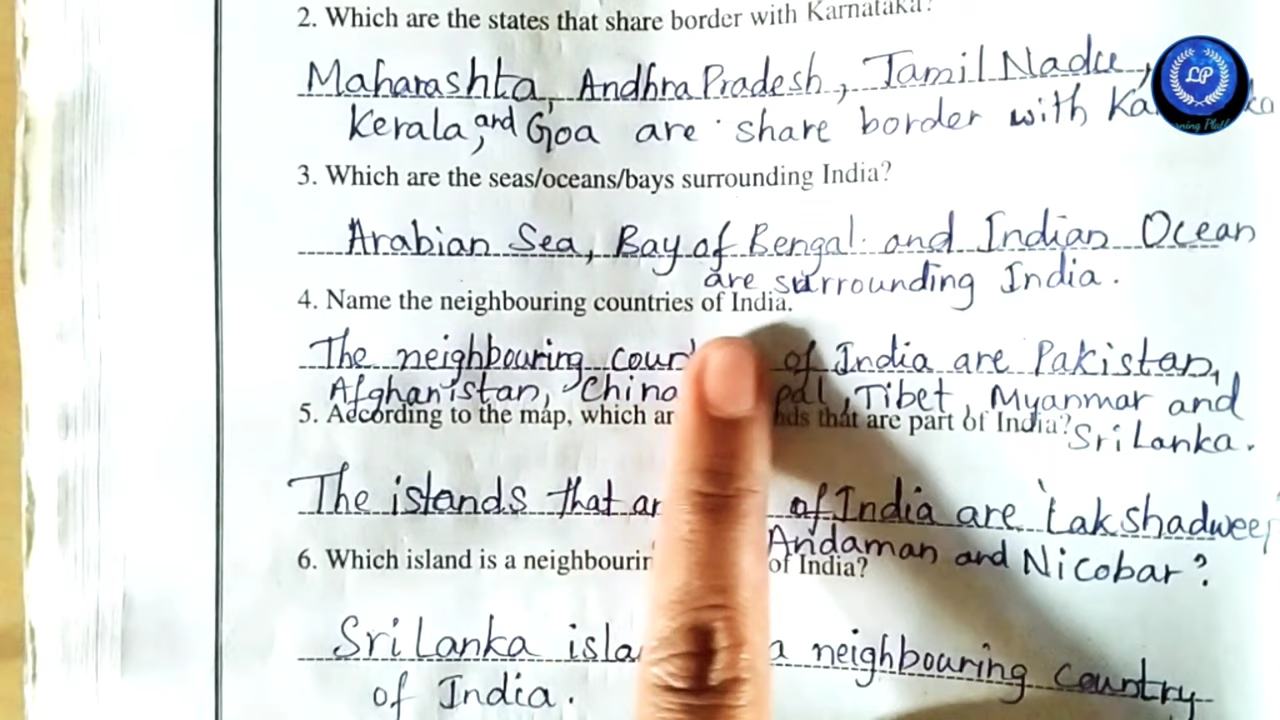 2. Which are the states that share border with Karnataka?
Maharashta, Andhra Pradesh, Tamil Nadu,
Kerala, and Goa are share border with Ka ka
3. Which are the seas/oceans/bays surrounding India?
Arabian Sea, Bay of Bengal. and Indian Ocean
are surrounding India.
4. Name the neighbouring countries of India.
The neighbouring of India are Pakistan,
Afghanistan, China Tibet, Myanmar and
5. According to the map, which that are part of India?
Sri Lanka.
The islands that of India are Lakshadweep
Andaman and Nicobar?
6. Which island is a of India?
Sri Lanka a neighbouring country
of India.
LP